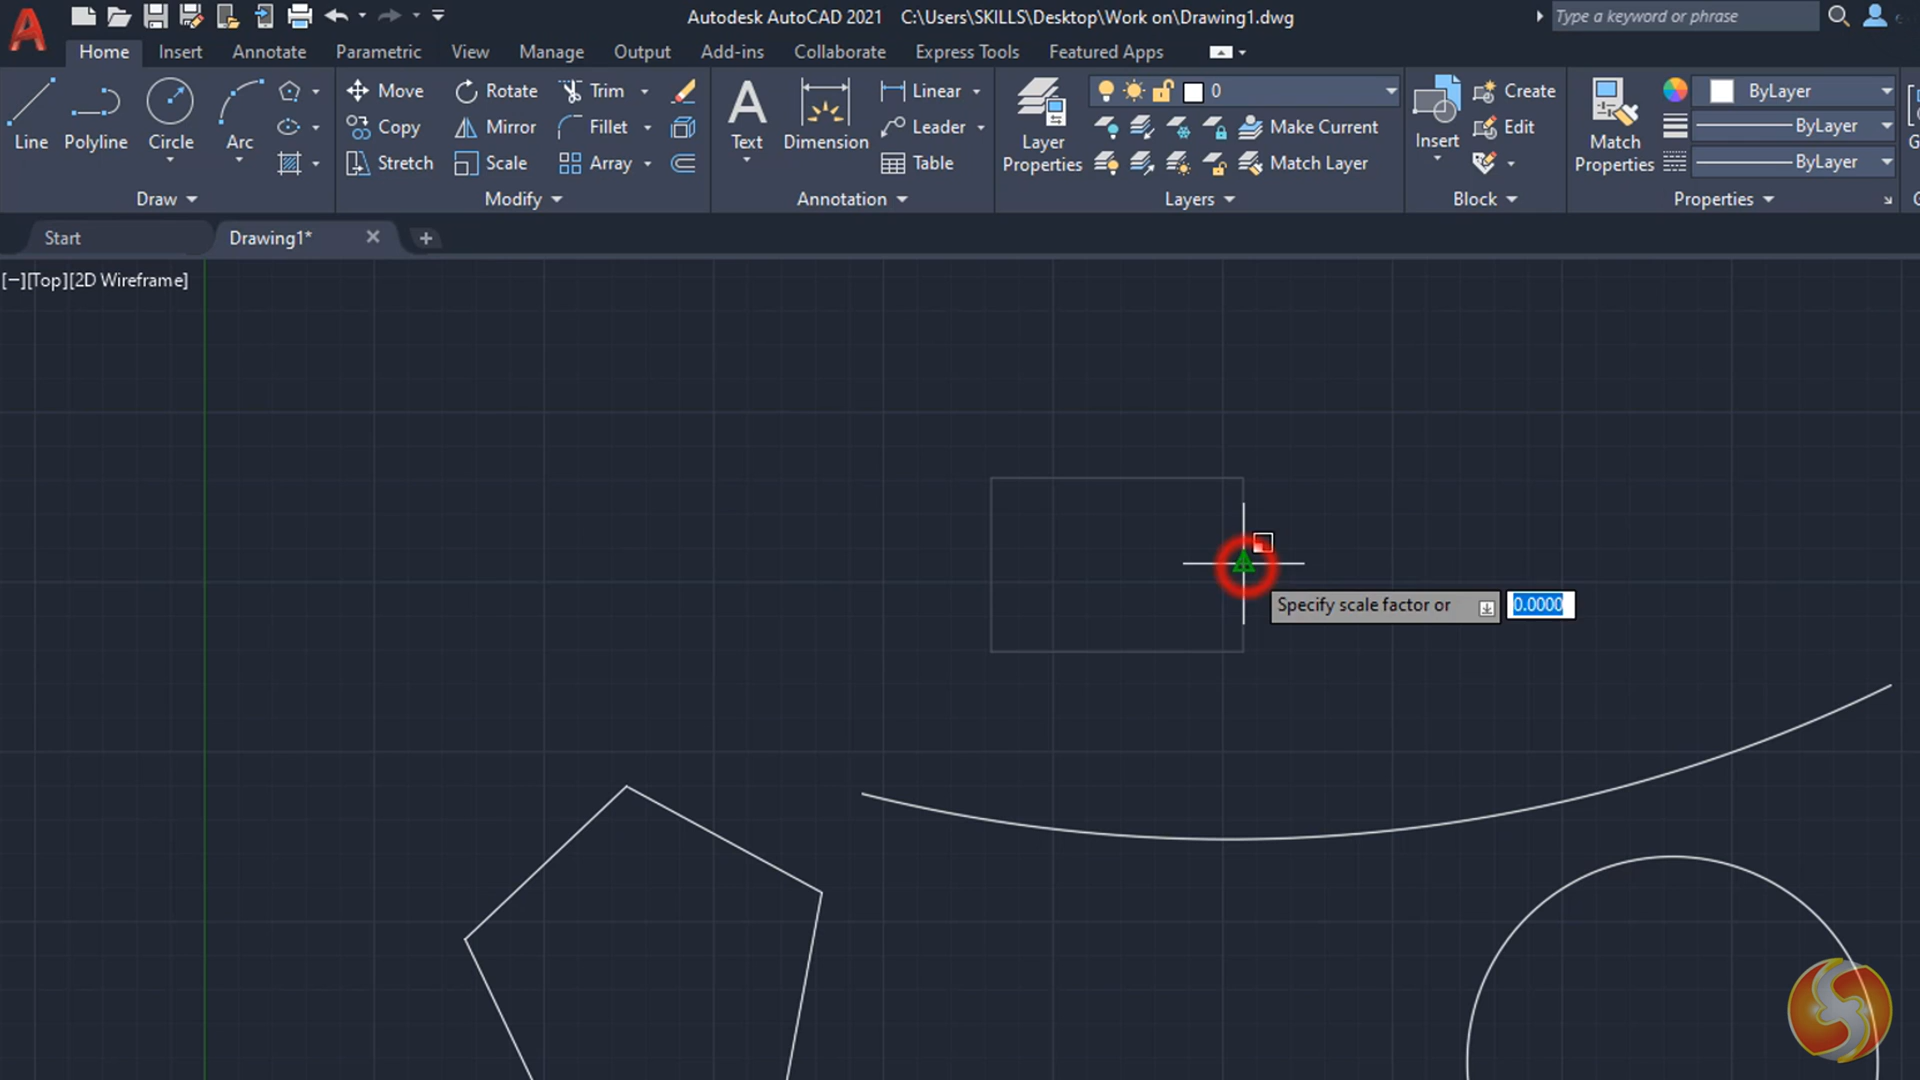 Autodesk AutoCAD 2021 C:\Users\SKILLS\Desktop\Work on\Drawing1.dwg
Type a keyword or phrase
Home Insert Annotate Parametric View Manage Output Add-ins Collaborate Express Tools Featured Apps
Line Polyline Circle Arc
Move Rotate Trim
Copy Mirror Fillet
Stretch Scale Array
Text Dimension
Linear
Leader
Table
Layer
Properties
0
Make Current
Match Layer
Insert
Create
Edit
Match
Properties
ByLayer
ByLayer
ByLayer
Draw Modify Annotation Layers Block Properties
Start Drawing1*
[−][Top][2D Wireframe]
Specify scale factor or 0.0000